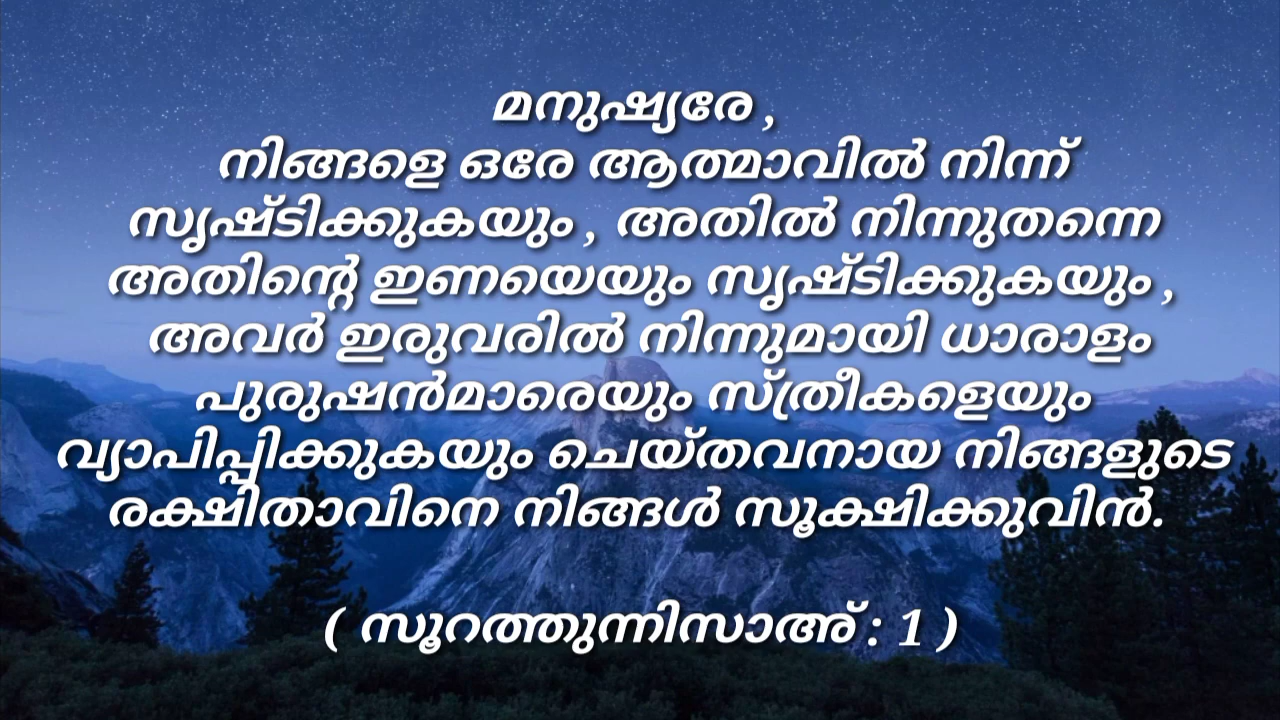 മനുഷ്യരേ ,
നിങ്ങളെ ഒരേ ആത്മാവിൽ നിന്ന്
സൃഷ്ടിക്കുകയും , അതിൽ നിന്നുതന്നെ
അതിന്റെ ഇണയെയും സൃഷ്ടിക്കുകയും ,
അവർ ഇരുവരിൽ നിന്നുമായി ധാരാളം
പുരുഷൻമാരെയും സ്ത്രീകളെയും
വ്യാപിപ്പിക്കുകയും ചെയ്തവനായ നിങ്ങളുടെ
രക്ഷിതാവിനെ നിങ്ങൾ സൂക്ഷിക്കുവിൻ.
( സൂറത്തുന്നിസാഅ് : 1 )